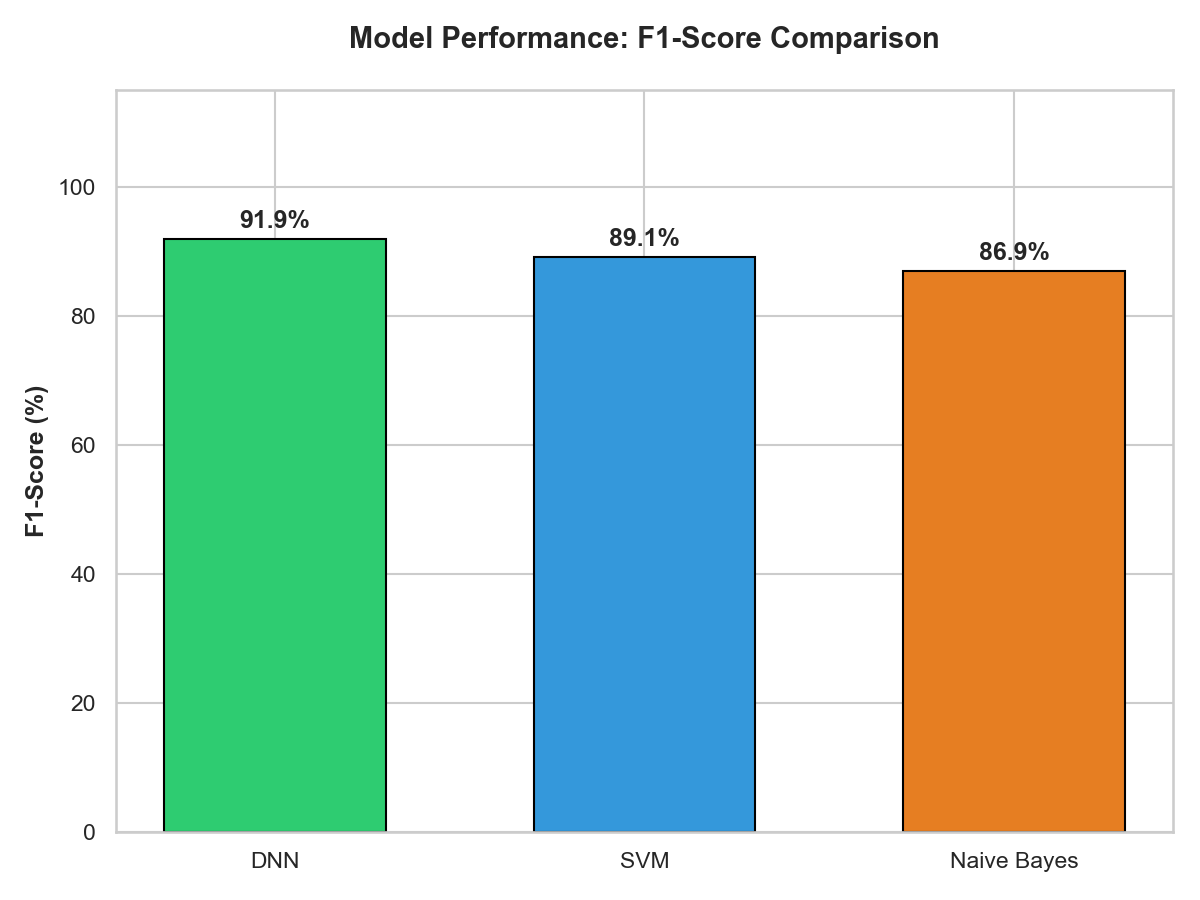 Model Performance: F1-Score Comparison
100
80
60
40
20
0
F1-Score (%)
91.9%
89.1%
86.9%
DNN
SVM
Naive Bayes